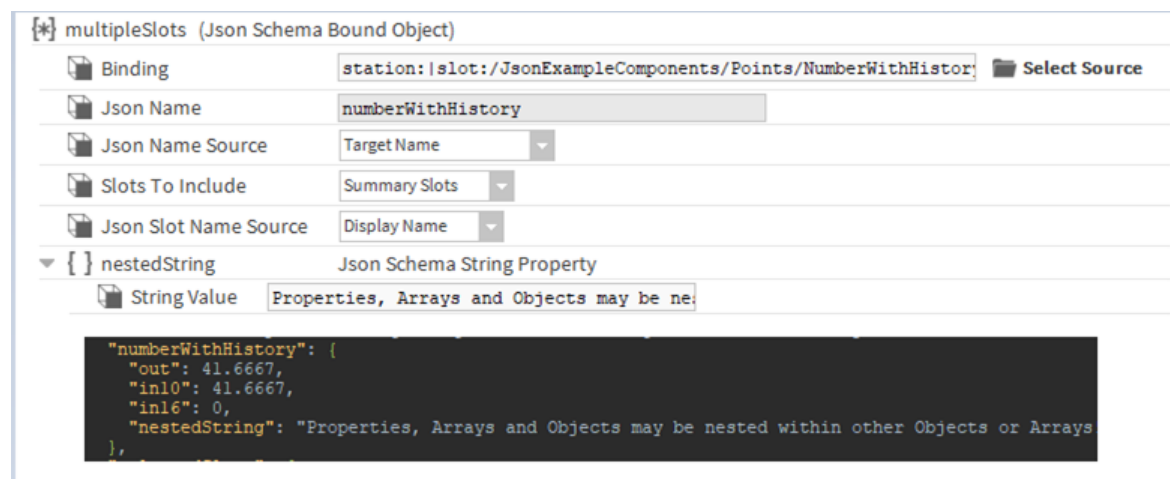 multipleSlots (Json Schema Bound Object)
Binding station:|slot:/JsonExampleComponents/Points/NumberWithHistor Select Source
Json Name numberWithHistory
Json Name Source Target Name
Slots To Include Summary Slots
Json Slot Name Source Display Name
{ } nestedString Json Schema String Property
String Value Properties, Arrays and Objects may be ne
"numberWithHistory": {
"out": 41.6667,
"in10": 41.6667,
"in16": 0,
"nestedString": "Properties, Arrays and Objects may be nested within other Objects or Arrays
},